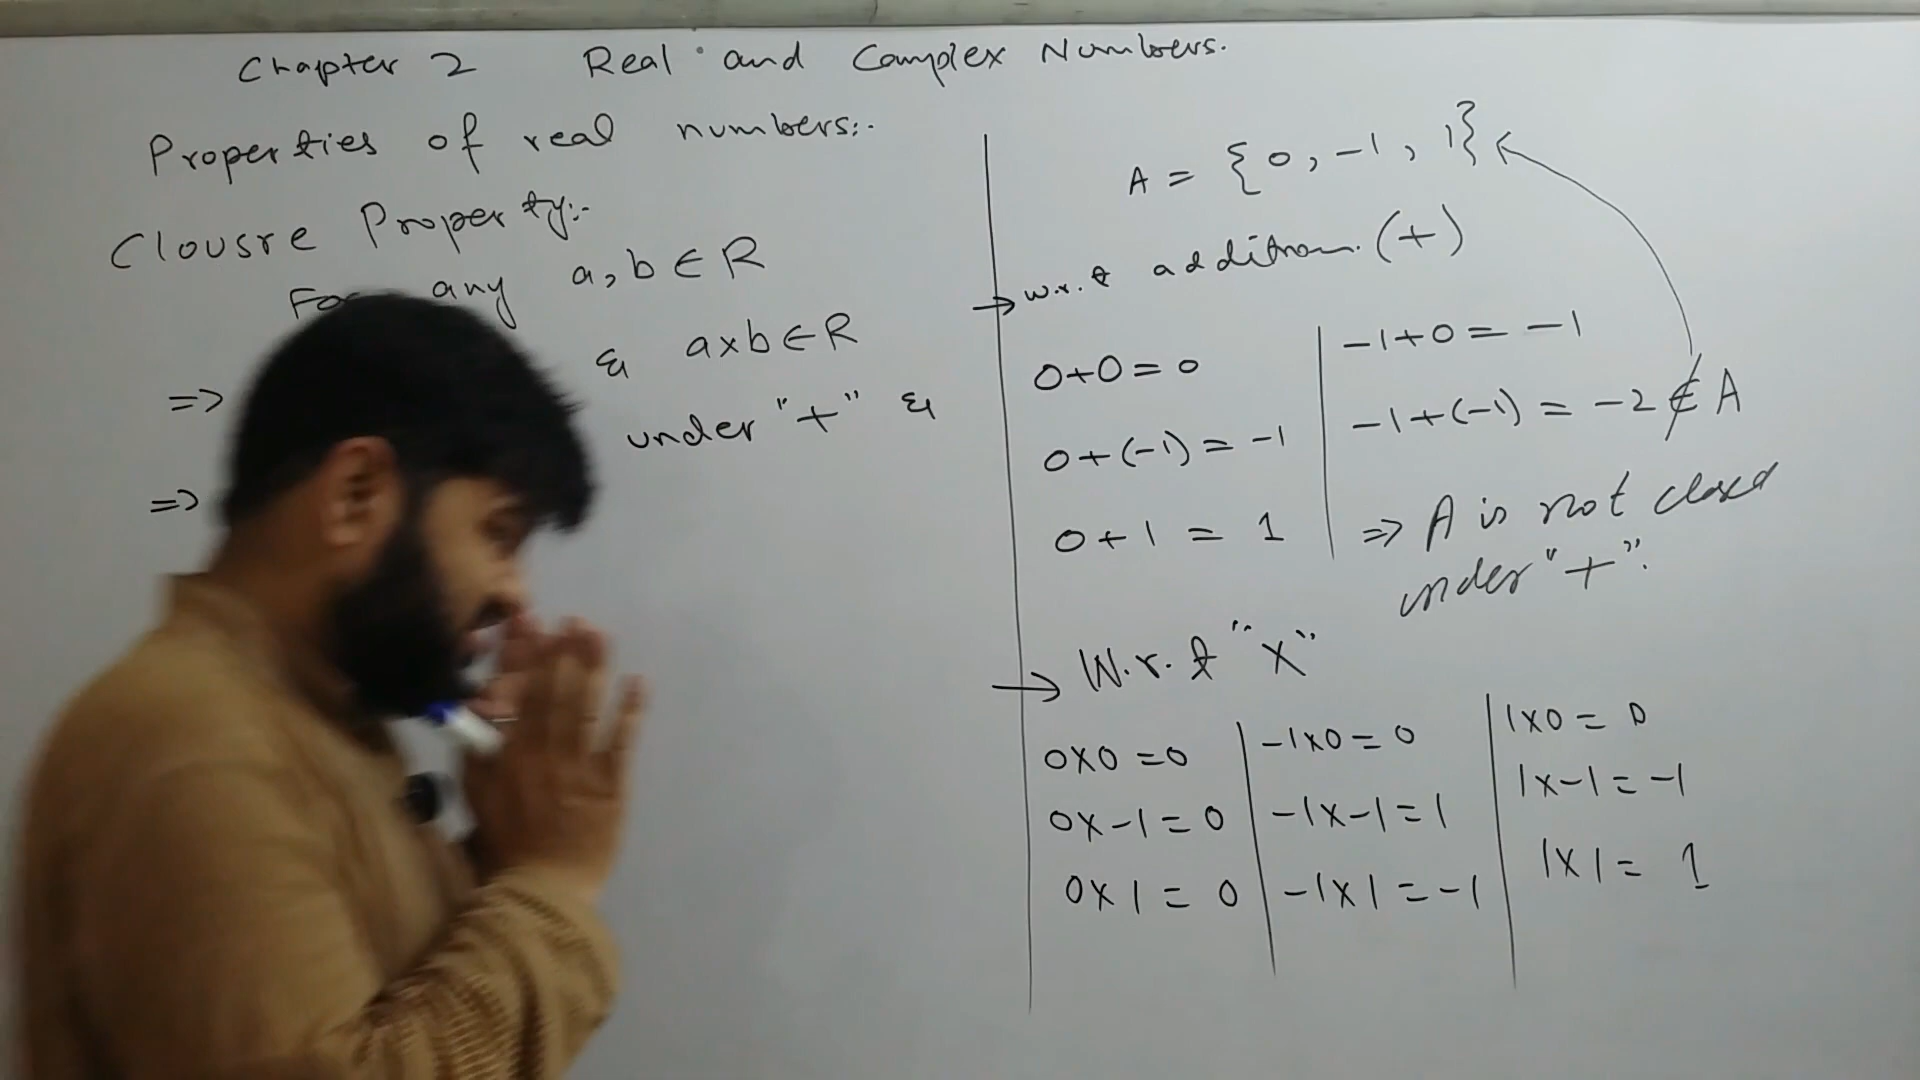 Chapter 2 Real and Complex Numbers.
Properties of real numbers:-
Clousre Property:-
For any a, b ∈ R
=> & a×b ∈ R
under "+" &
=>
A = {0, -1, 1}
→ w.r.t addition. (+)
0+0 = 0
0+(-1) = -1
0+1 = 1
-1+0 = -1
-1+(-1) = -2 ∉ A
=> A is not closed
under "+".
→ W.r.t "×"
0×0 = 0
0×-1 = 0
0×1 = 0
-1×0 = 0
-1×-1 = 1
-1×1 = -1
1×0 = 0
1×-1 = -1
1×1 = 1